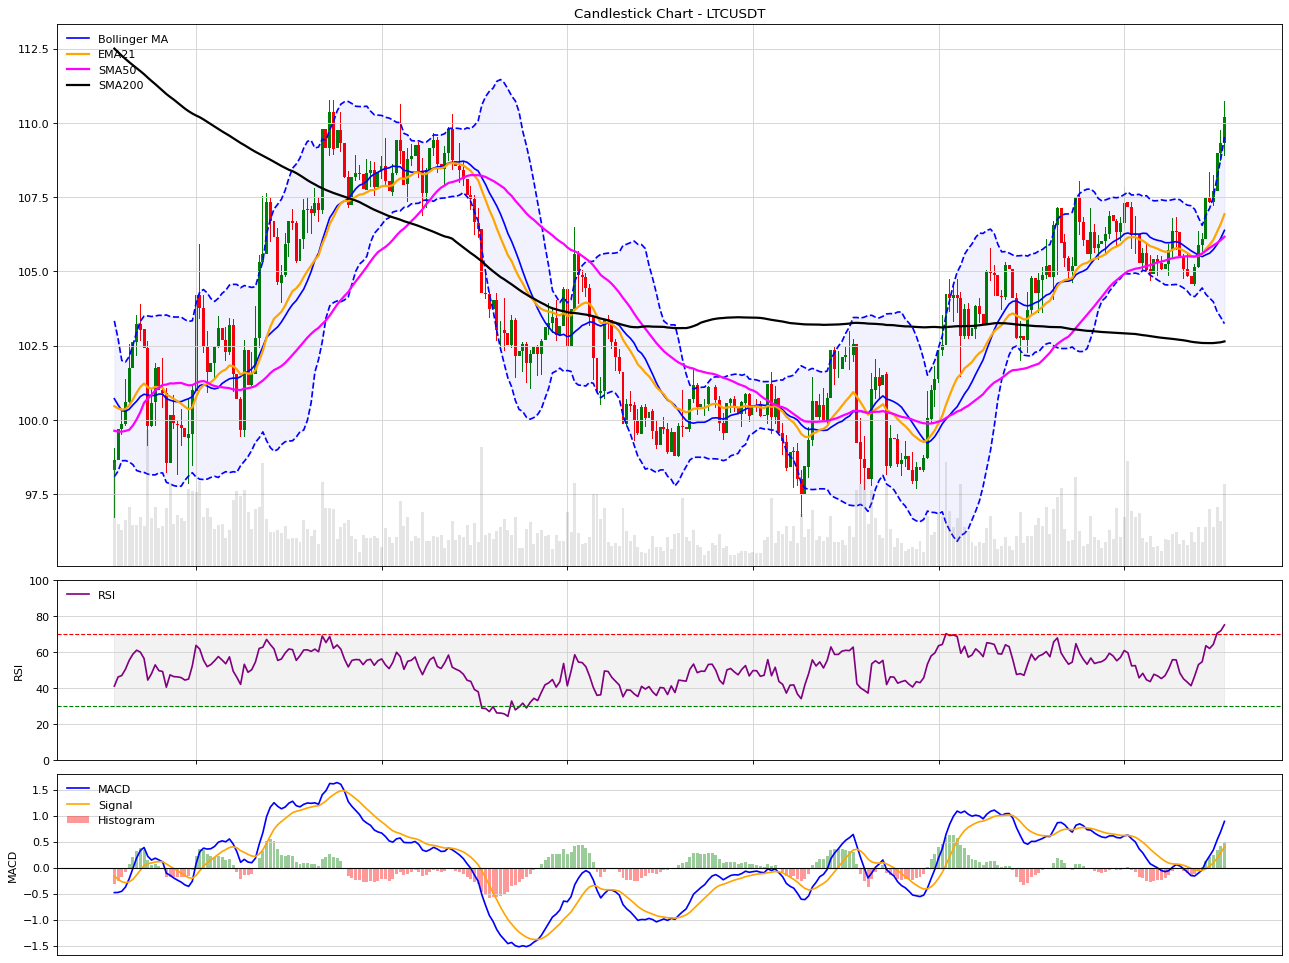 Candlestick Chart - LTCUSDT
Bollinger MA
EMA21
SMA50
SMA200
112.5
110.0
107.5
105.0
102.5
100.0
97.5
RSI
100
80
60
40
20
0
RSI
MACD
Signal
Histogram
1.5
1.0
0.5
0.0
−0.5
−1.0
−1.5
MACD